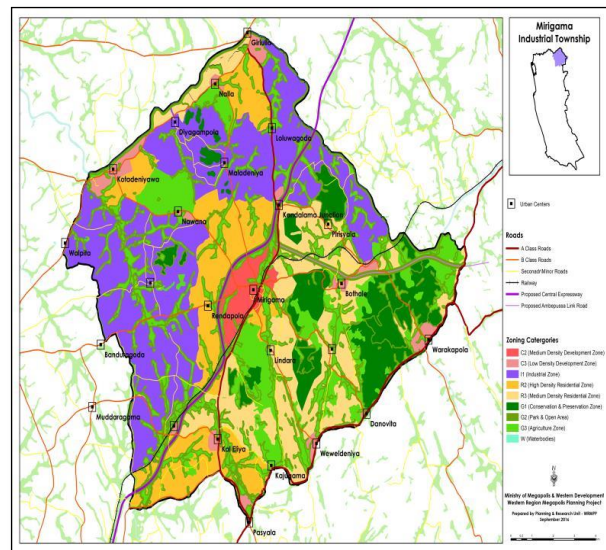 Mirigama
Industrial Township
Giriulla
Nalla
Diyagampola
Loluwagoda
Maladeniya
Kotadeniyawa
Nawana
Kandalama Junction
Pirisyala
Walpita
Bothale
Mirigama
Rendapola
Banduragoda
Lindara
Warakapola
Muddaragama
Danovita
Kal Eliya
Weweldeniya
Kajugama
Pasyala
Urban Centers
Roads
A Class Roads
B Class Roads
Secondr/Minor Roads
Railway
Proposed Central Expressway
Proposed Ambepussa Link Road
Zoning Catergories
C2 (Medium Density Development Zone)
C3 (Low Density Development Zone)
I1 (Industrial Zone)
R2 (High Density Residential Zone)
R3 (Medium Density Residential Zone)
G1 (Conservation & Preservation Zone)
G2 (Park & Open Area)
G3 (Agriculture Zone)
W (Waterbodies)
Ministry of Megapolis & Western Development
Western Region Megapolis Planning Project
Prepared by Planning & Research Unit - WRMPP
September 2016